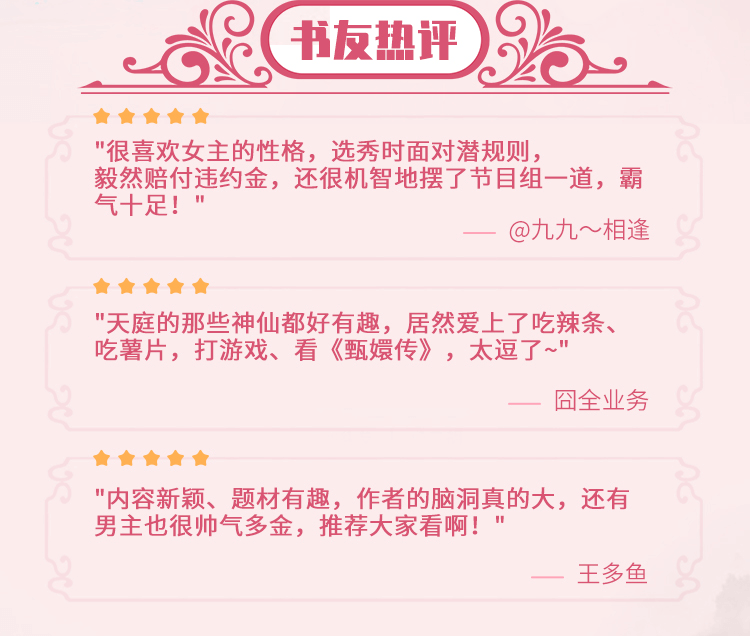 书友热评
"很喜欢女主的性格，选秀时面对潜规则，
毅然赔付违约金，还很机智地摆了节目组一道，霸
气十足！"
— @九九～相逢
"天庭的那些神仙都好有趣，居然爱上了吃辣条、
吃薯片，打游戏、看《甄嬛传》，太逗了~"
— 囧全业务
"内容新颖、题材有趣，作者的脑洞真的大，还有
男主也很帅气多金，推荐大家看啊！"
— 王多鱼